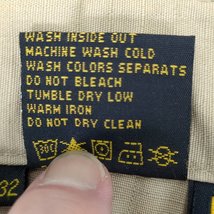 WASH INSIDE OUT
MACHINE WASH COLD
WASH COLORS SEPARATS
DO NOT BLEACH
TUMBLE DRY LOW
WARM IRON
DO NOT DRY CLEAN
30C
32